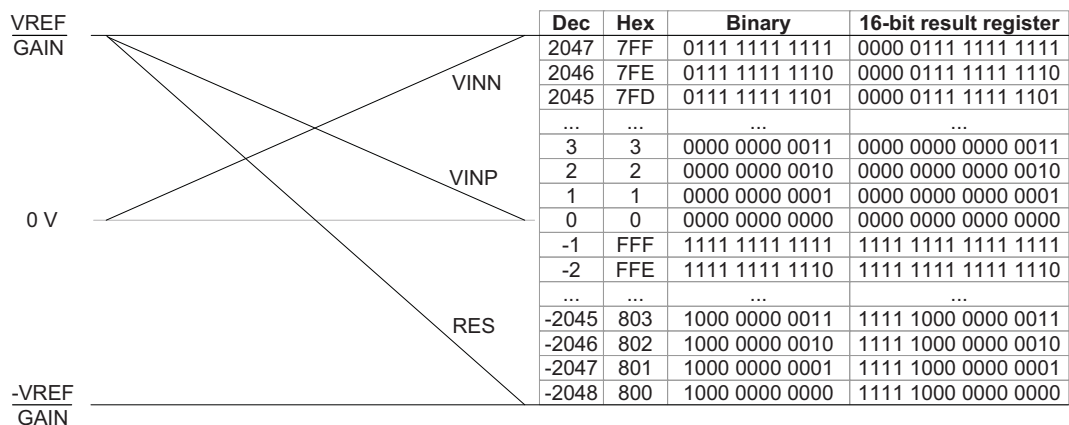 VREF
GAIN
VINN
VINP
0 V
RES
-VREF
GAIN
Dec Hex Binary 16-bit result register
2047 7FF 0111 1111 1111 0000 0111 1111 1111
2046 7FE 0111 1111 1110 0000 0111 1111 1110
2045 7FD 0111 1111 1101 0000 0111 1111 1101
... ... ... ...
3 3 0000 0000 0011 0000 0000 0000 0011
2 2 0000 0000 0010 0000 0000 0000 0010
1 1 0000 0000 0001 0000 0000 0000 0001
0 0 0000 0000 0000 0000 0000 0000 0000
-1 FFF 1111 1111 1111 1111 1111 1111 1111
-2 FFE 1111 1111 1110 1111 1111 1111 1110
... ... ... ...
-2045 803 1000 0000 0011 1111 1000 0000 0011
-2046 802 1000 0000 0010 1111 1000 0000 0010
-2047 801 1000 0000 0001 1111 1000 0000 0001
-2048 800 1000 0000 0000 1111 1000 0000 0000